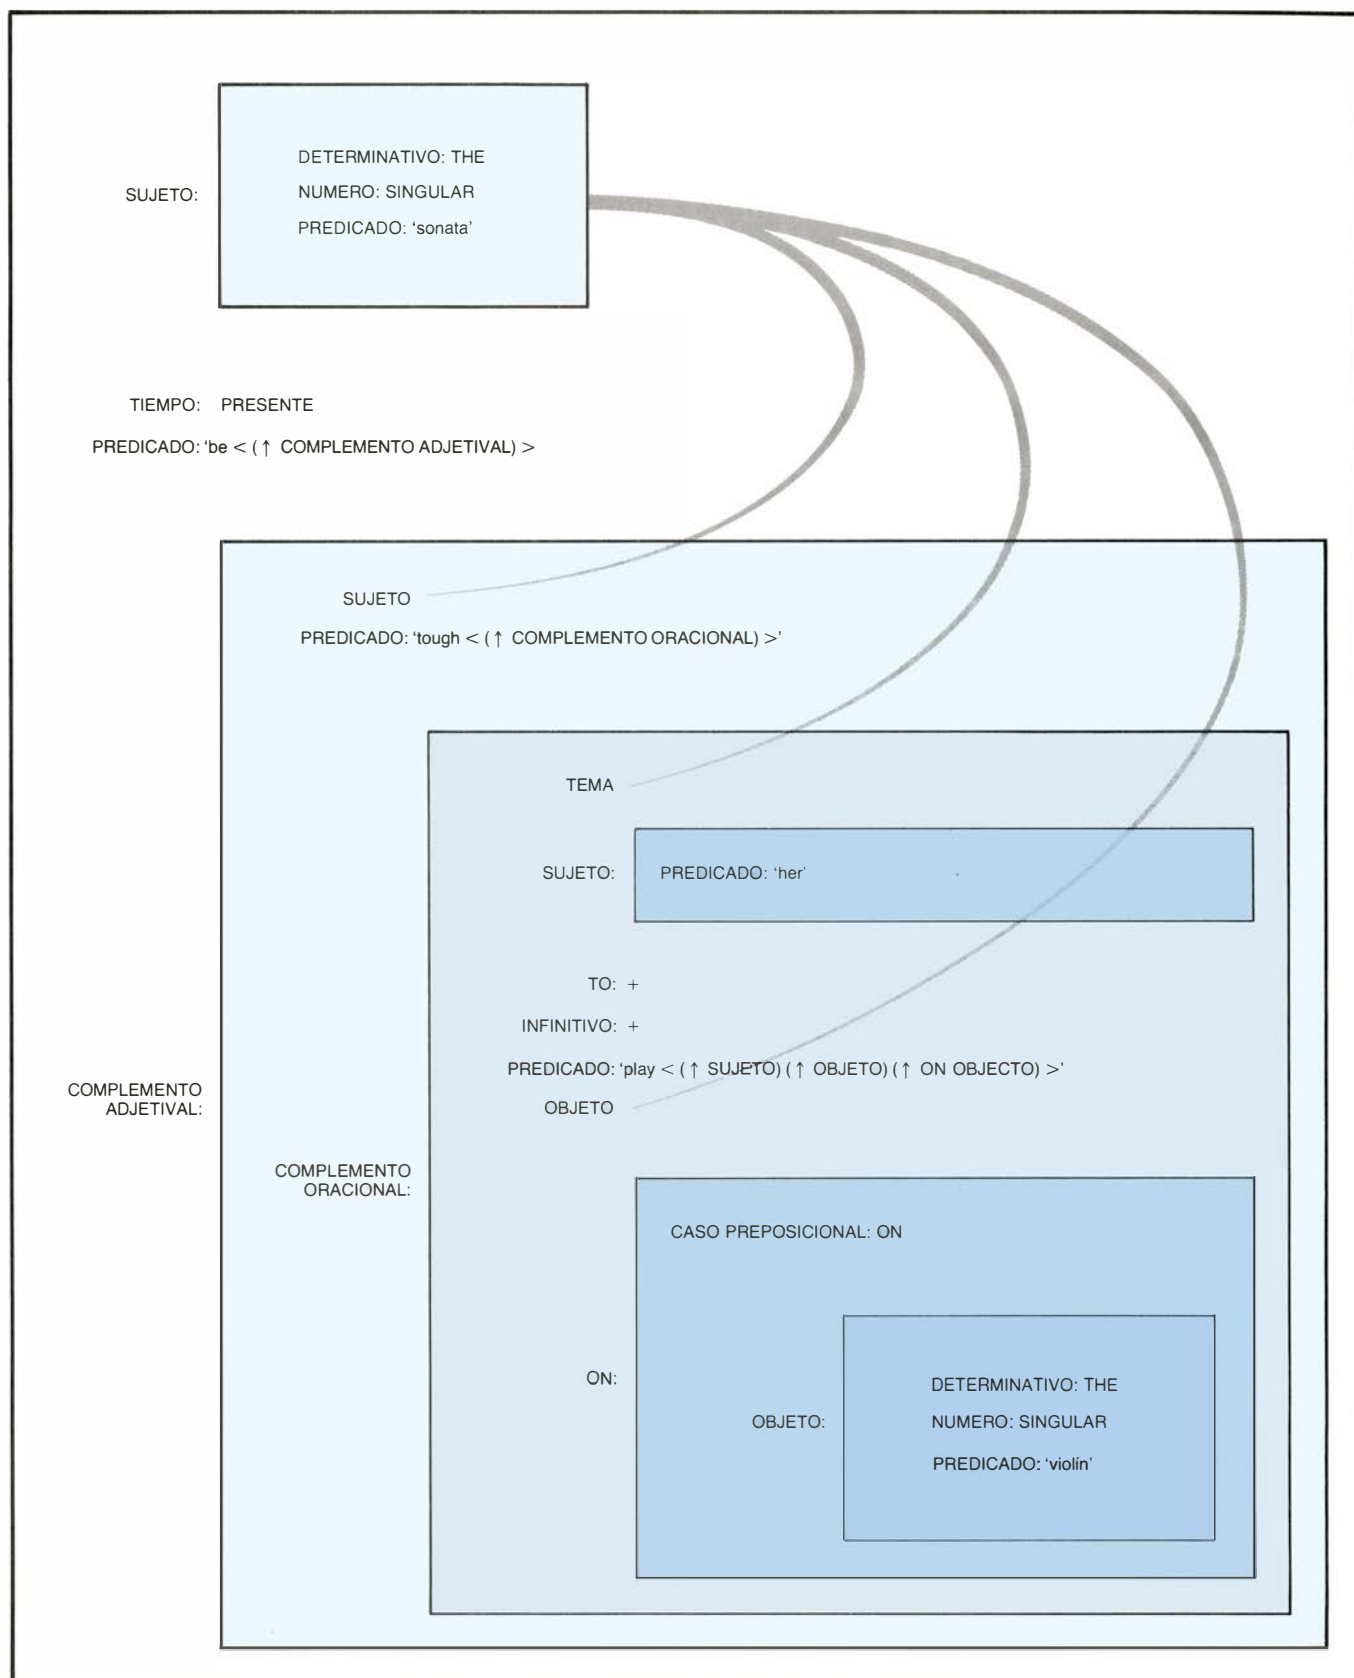 DETERMINATIVO: THE
SUJETO:
NUMERO: SINGULAR
PREDICADO: 'sonata'
TIEMPO: PRESENTE
PREDICADO: 'be < (↑ COMPLEMENTO ADJETIVAL) >
SUJETO
PREDICADO: 'tough < (↑ COMPLEMENTO ORACIONAL) >'
TEMA
SUJETO:
PREDICADO: 'her'
TO: +
INFINITIVO: +
PREDICADO: 'play < (↑ SUJETO) (↑ OBJETO) (↑ ON OBJECTO) >'
COMPLEMENTO
ADJETIVAL:
OBJETO
COMPLEMENTO
ORACIONAL:
CASO PREPOSICIONAL: ON
ON:
DETERMINATIVO: THE
OBJETO:
NUMERO: SINGULAR
PREDICADO: 'violín'